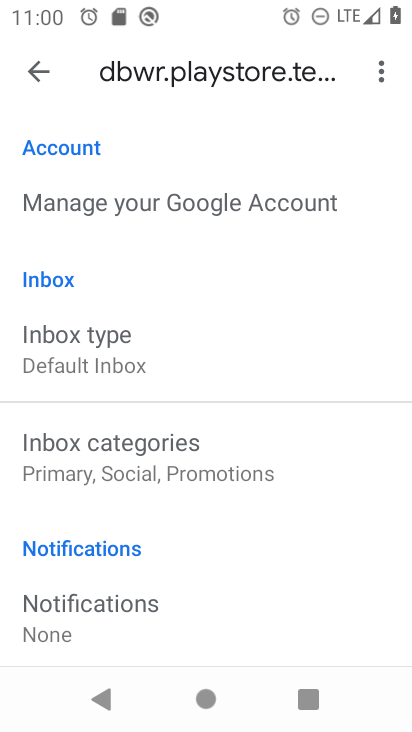 11:00 LTE
dbwr.playstore.te...
Account
Manage your Google Account
Inbox
Inbox type
Default Inbox
Inbox categories
Primary, Social, Promotions
Notifications
Notifications
None